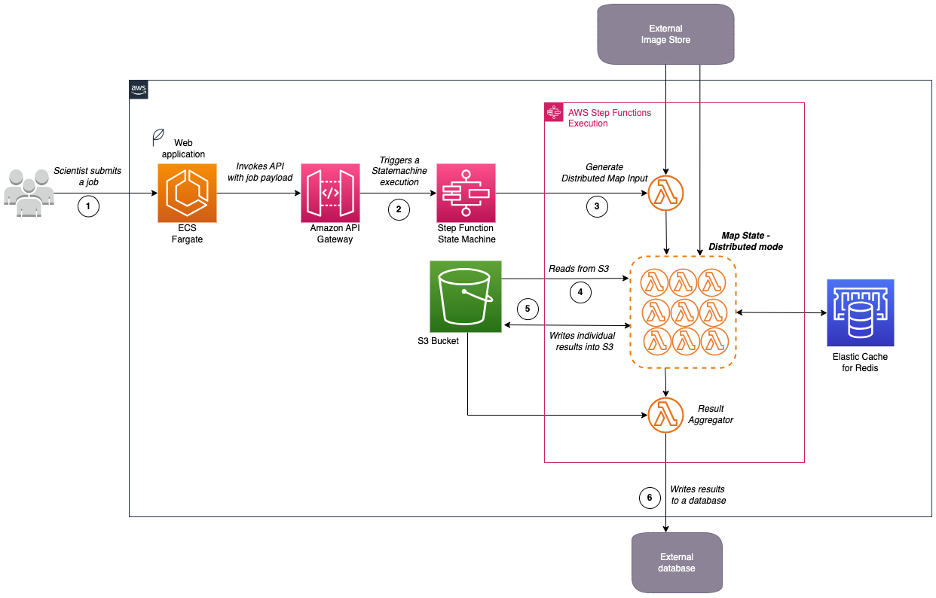 External
Image Store
aws
AWS Step Functions
Execution
Web
application
Scientist submits
a job
1
Invokes API
with job payload
Triggers a
Statemachine
execution
2
Generate
Distributed Map Input
3
ECS
Fargate
Amazon API
Gateway
Step Function
State Machine
Map State -
Distributed mode
Reads from S3
4
5
Writes individual
results into S3
S3 Bucket
Elastic Cache
for Redis
Result
Aggregator
6
Writes results
to a database
External
database